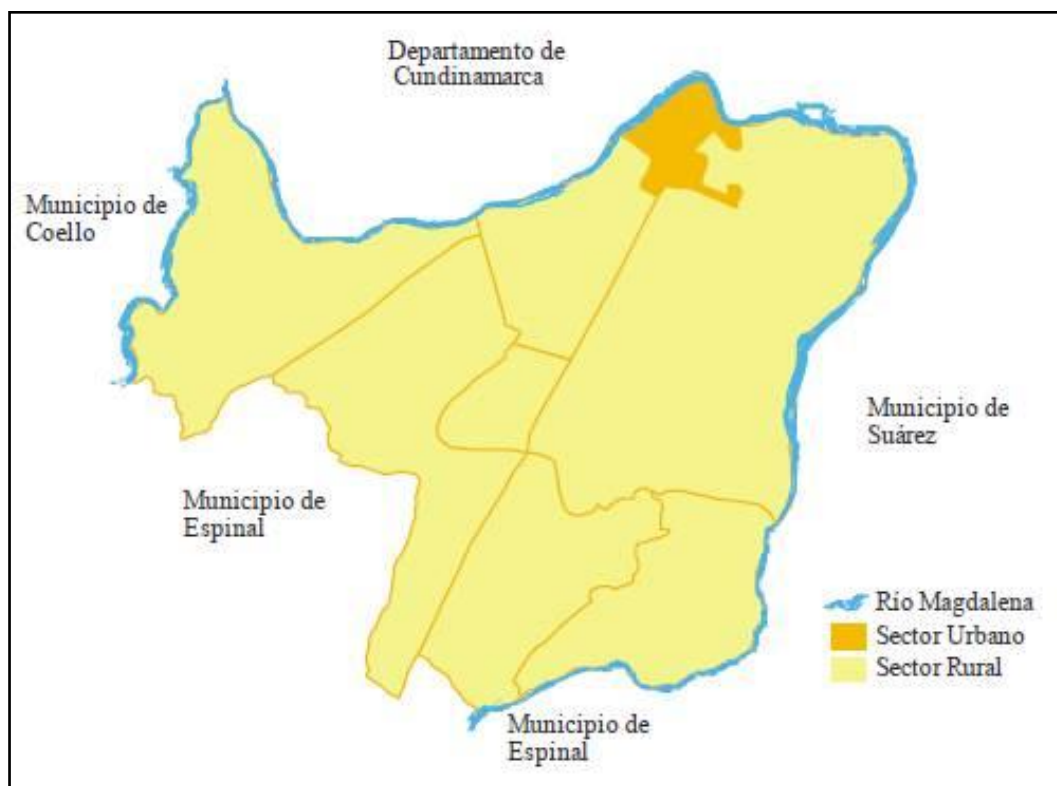 Departamento de
Cundinamarca
Municipio de
Coello
Municipio de
Suárez
Municipio de
Espinal
Río Magdalena
Sector Urbano
Sector Rural
Municipio de
Espinal